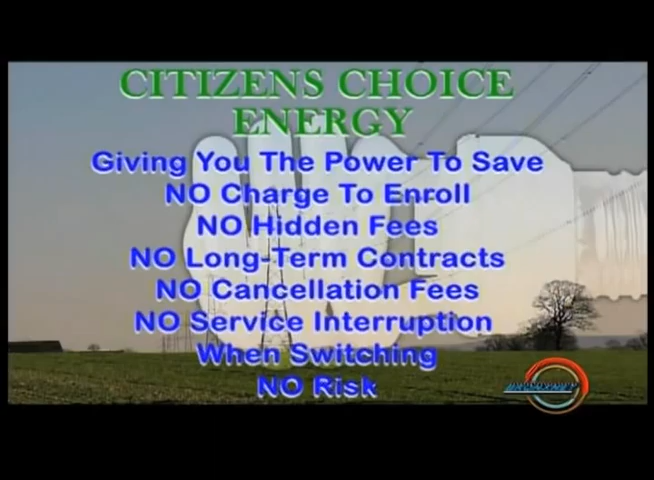 CITIZENS CHOICE
ENERGY
Giving You The Power To Save
NO Charge To Enroll
NO Hidden Fees
NO Long-Term Contracts
NO Cancellation Fees
NO Service Interruption
When Switching
NO Risk